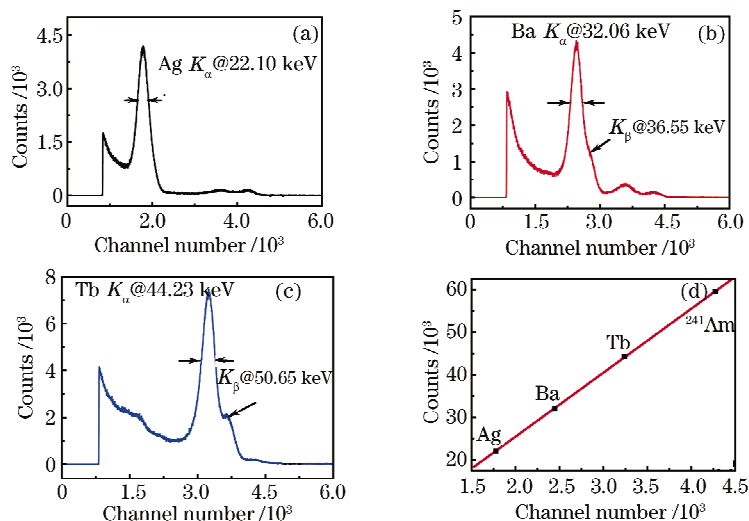 (a)
Ag Kα@22.10 keV
Counts /10³
4.5
3.0
1.5
0
0 2.0 4.0 6.0
Channel number /10³
(b)
Ba Kα@32.06 keV
Kβ@36.55 keV
Counts /10³
5
4
3
2
1
0
0 1.5 3.0 4.5 6.0
Channel number /10³
(c)
Tb Kα@44.23 keV
Kβ@50.65 keV
Counts /10³
8
6
4
2
0
0 1.5 3.0 4.5 6.0
Channel number /10³
(d)
²⁴¹Am
Tb
Ba
Ag
Counts /10³
60
50
40
30
20
1.5 2.0 2.5 3.0 3.5 4.0 4.5
Channel number /10³